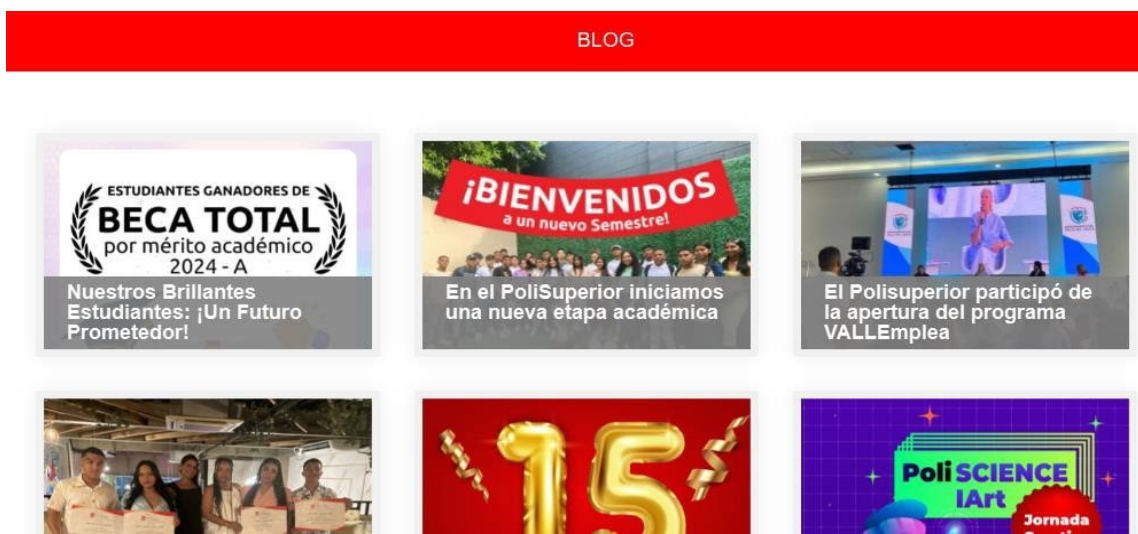 BLOG
ESTUDIANTES GANADORES DE
BECA TOTAL
por mérito académico
2024 - A
Nuestros Brillantes
Estudiantes: ¡Un Futuro
Prometedor!
¡BIENVENIDOS
a un nuevo Semestre!
En el PoliSuperior iniciamos
una nueva etapa académica
El Polisuperior participó de
la apertura del programa
VALLEmplea
15
Poli SCIENCE
IArt
Jornada